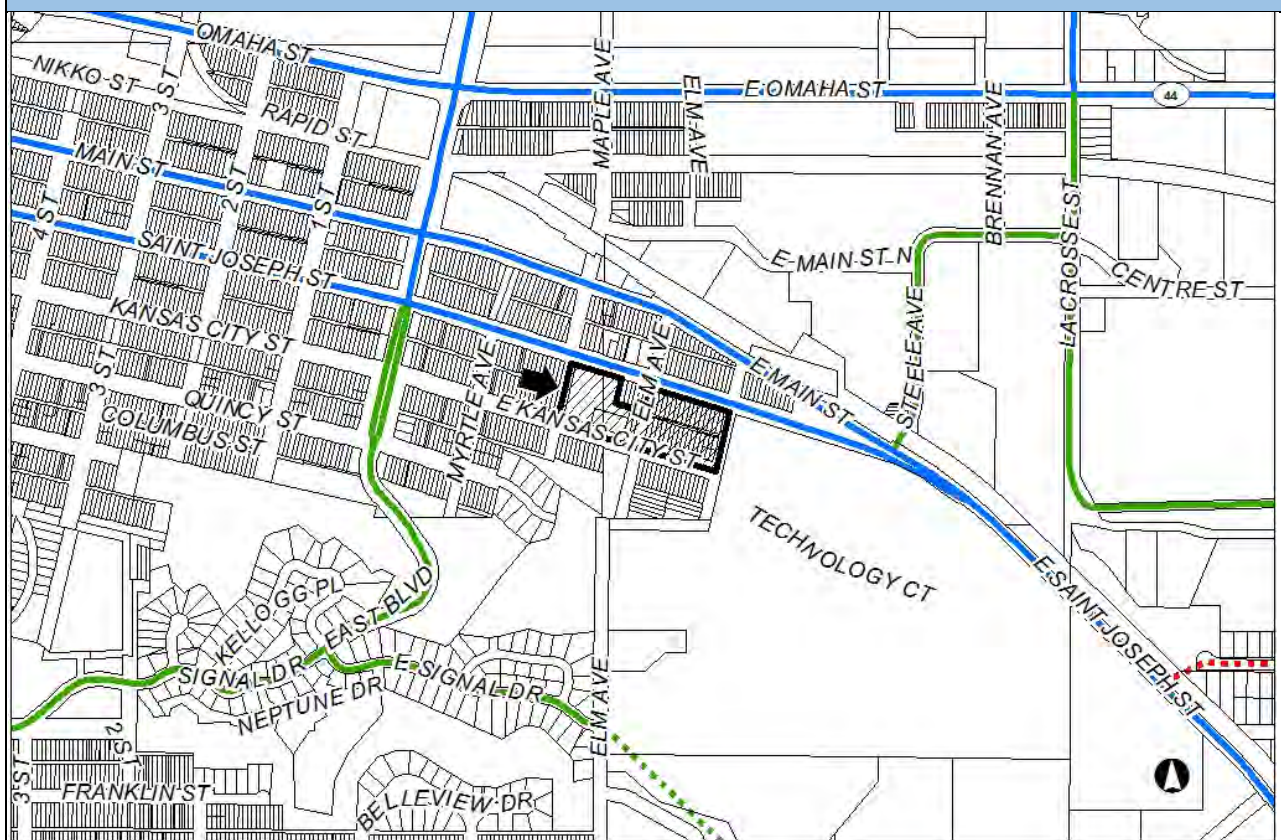 OMAHA ST
NIKKO ST
3 ST
RAPID ST
MAPLE AVE
ELM AVE
E OMAHA ST
44
BRENNAN AVE
MAIN ST
2 ST
1 ST
4 ST
SAINT JOSEPH ST
E MAIN ST N
LA CROSSE ST
CENTRE ST
KANSAS CITY ST
3 ST
QUINCY ST
COLUMBUS ST
MYRTLE AVE
ELM AVE
E KANSAS CITY ST
E MAIN ST
STEELE AVE
TECHNOLOGY CT
E SAINT JOSEPH ST
KELLOGG PL
EAST BLVD
SIGNAL DR
E SIGNAL DR
NEPTUNE DR
ELM AVE
2 ST
3 ST
FRANKLIN ST
BELLEVIEW DR